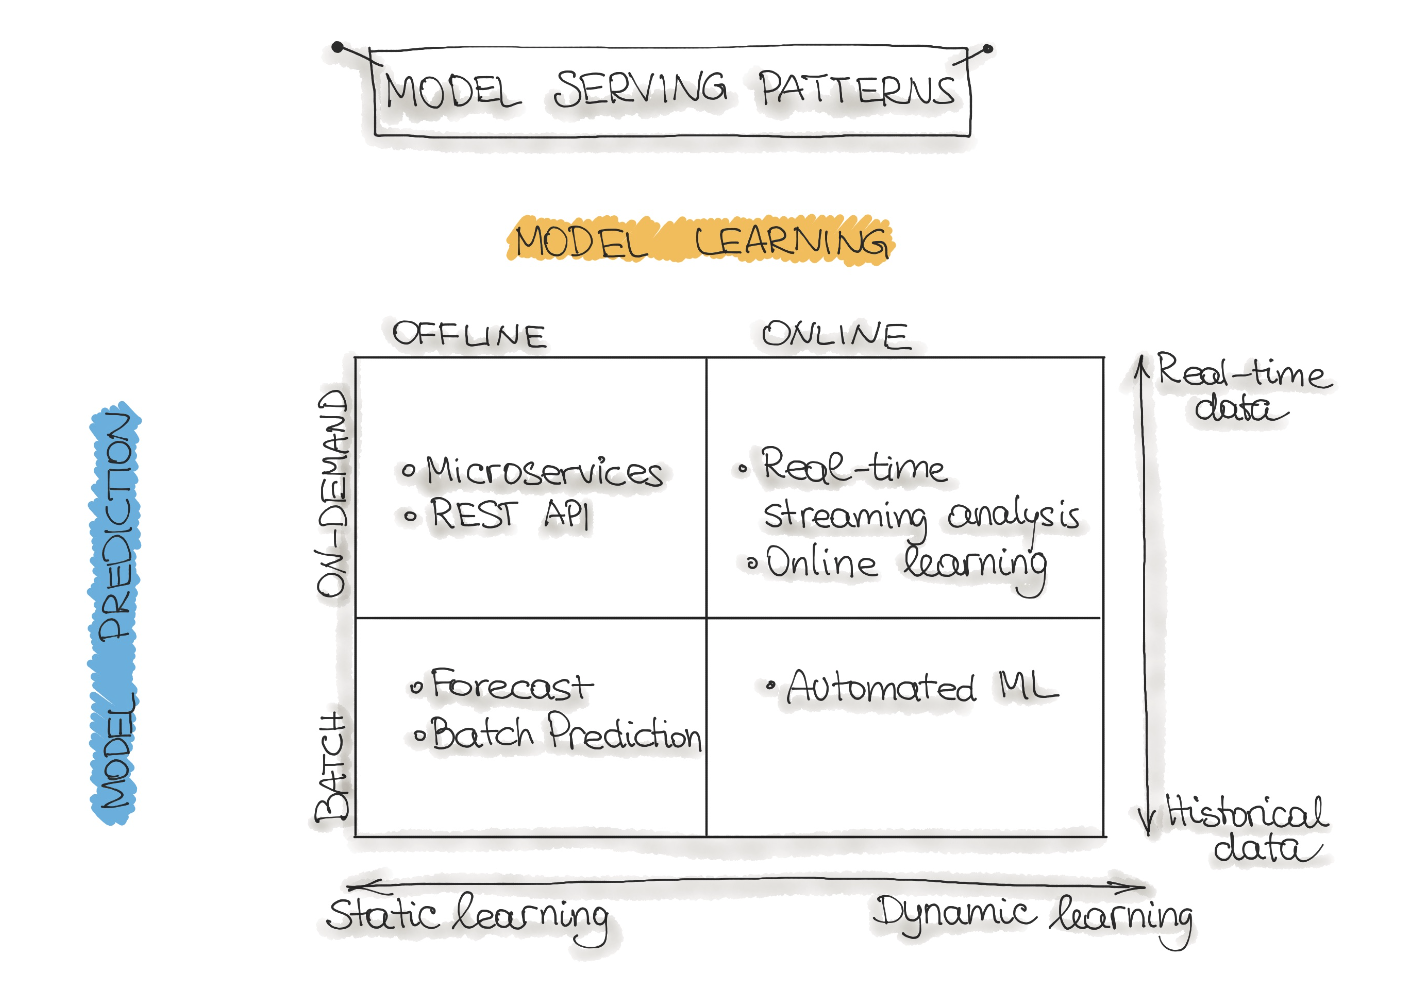 MODEL SERVING PATTERNS
MODEL LEARNING
OFFLINE
ONLINE
MODEL PREDICTION
ON-DEMAND
• Microservices
• REST API
• Real-time
streaming analysis
• Online learning
Real-time
data
BATCH
• Forecast
• Batch Prediction
• Automated ML
Historical
data
Static learning
Dynamic learning